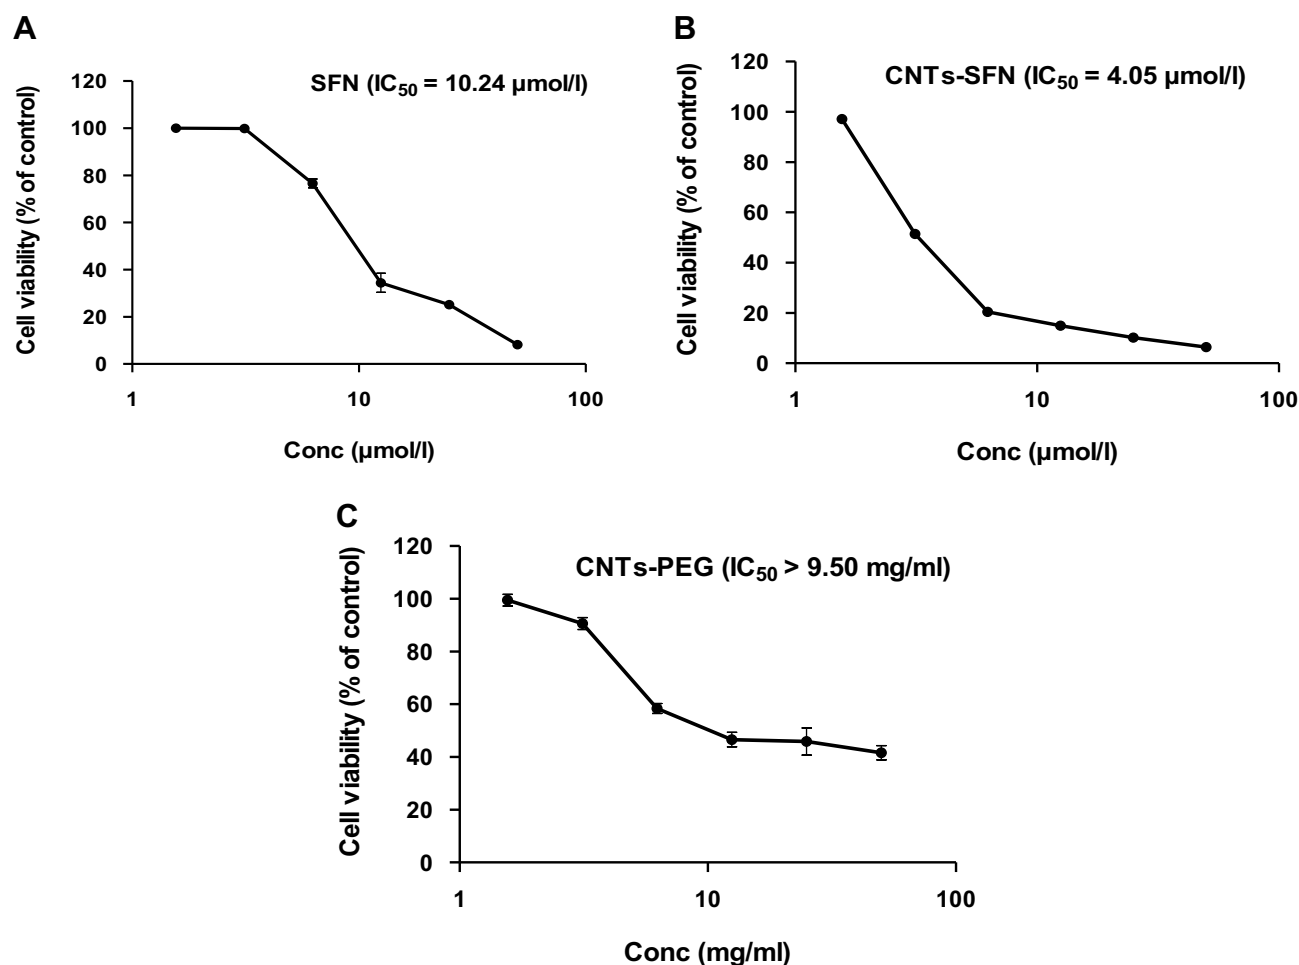 A
SFN (IC50 = 10.24 µmol/l)
Cell viability (% of control)
120
100
80
60
40
20
0
1
10
100
Conc (µmol/l)
B
CNTs-SFN (IC50 = 4.05 µmol/l)
Cell viability (% of control)
120
100
80
60
40
20
0
1
10
100
Conc (µmol/l)
C
CNTs-PEG (IC50 > 9.50 mg/ml)
Cell viability (% of control)
120
100
80
60
40
20
0
1
10
100
Conc (mg/ml)